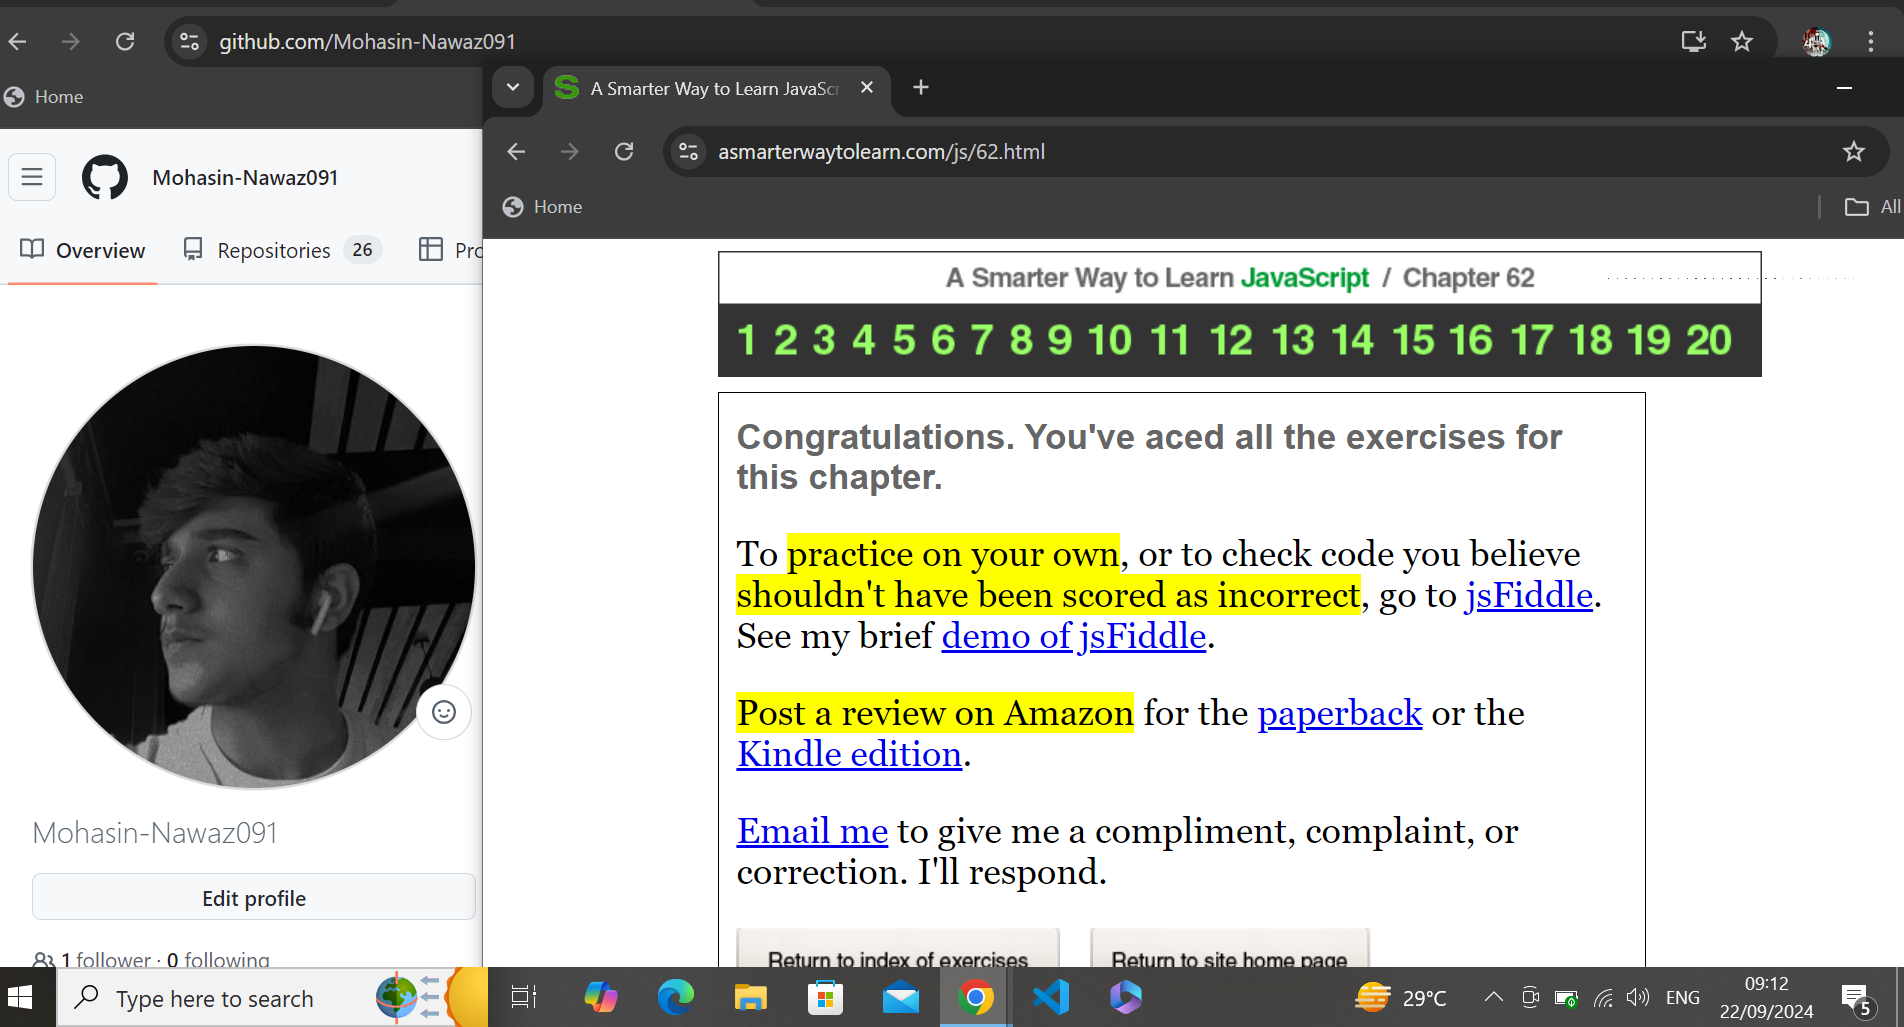 github.com/Mohasin-Nawaz091
Home
Mohasin-Nawaz091
Overview
Repositories 26
Mohasin-Nawaz091
Edit profile
1 follower · 0 following
A Smarter Way to Learn JavaScr
asmarterwaytolearn.com/js/62.html
Home
All
A Smarter Way to Learn JavaScript / Chapter 62
1 2 3 4 5 6 7 8 9 10 11 12 13 14 15 16 17 18 19 20
Congratulations. You've aced all the exercises for
this chapter.
To practice on your own, or to check code you believe
shouldn't have been scored as incorrect, go to jsFiddle.
See my brief demo of jsFiddle.
Post a review on Amazon for the paperback or the
Kindle edition.
Email me to give me a compliment, complaint, or
correction. I'll respond.
Return to index of exercises
Return to site home page
Type here to search
29°C
ENG
09:12
22/09/2024
5